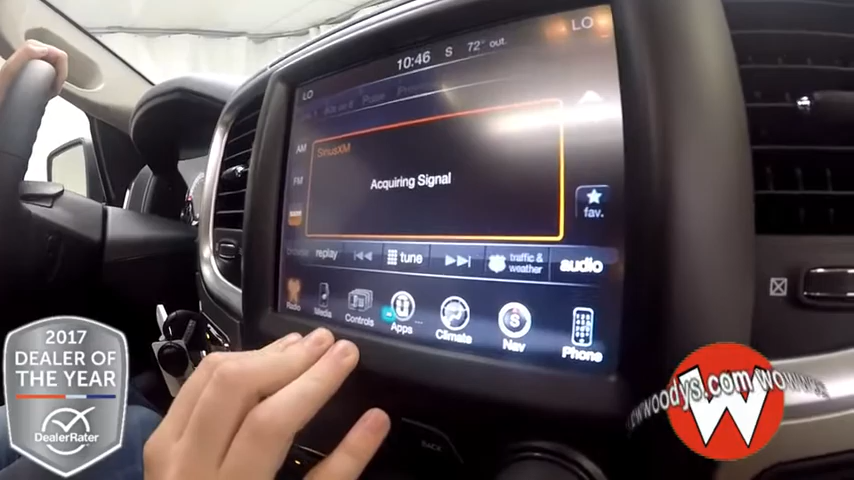 LO
10:46 S 72° out.
LO
AM
SiriusXM
Acquiring Signal
FM
fav.
replay
tune
traffic &
weather
audio
Radio
Media
Controls
Apps
Climate
Nav
Phone
BACK
2017
DEALER OF
THE YEAR
DealerRater
woodys.com